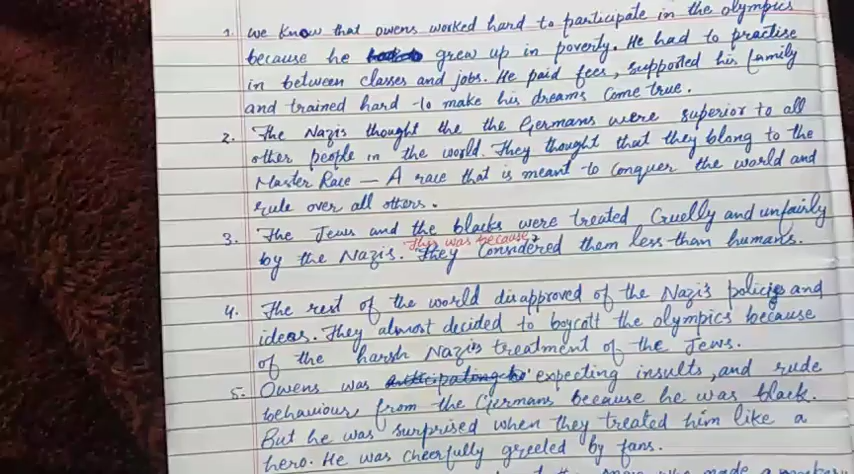 1. We know that Owens worked hard to participate in the olympics
because he grew up in poverty. He had to practise
in between classes and jobs. He paid fees, supported his family
and trained hard to make his dreams come true.
2. The Nazis thought the the Germans were superior to all
other people in the world. They thought that they blong to the
Master Race — A race that is meant to conquer the world and
rule over all others.
3. The Jews and the blacks were treated cruelly and unfairly
This was because
by the Nazis. They considered them less than humans.
4. The rest of the world disapproved of the Nazi's policies and
ideas. They almost decided to boycott the olympics because
of the harsh Nazis treatment of the Jews.
5. Owens was expecting insults, and rude
behaviour from the Germans because he was black.
But he was surprised when they treated him like a
hero. He was cheerfully greeted by fans.
who made a